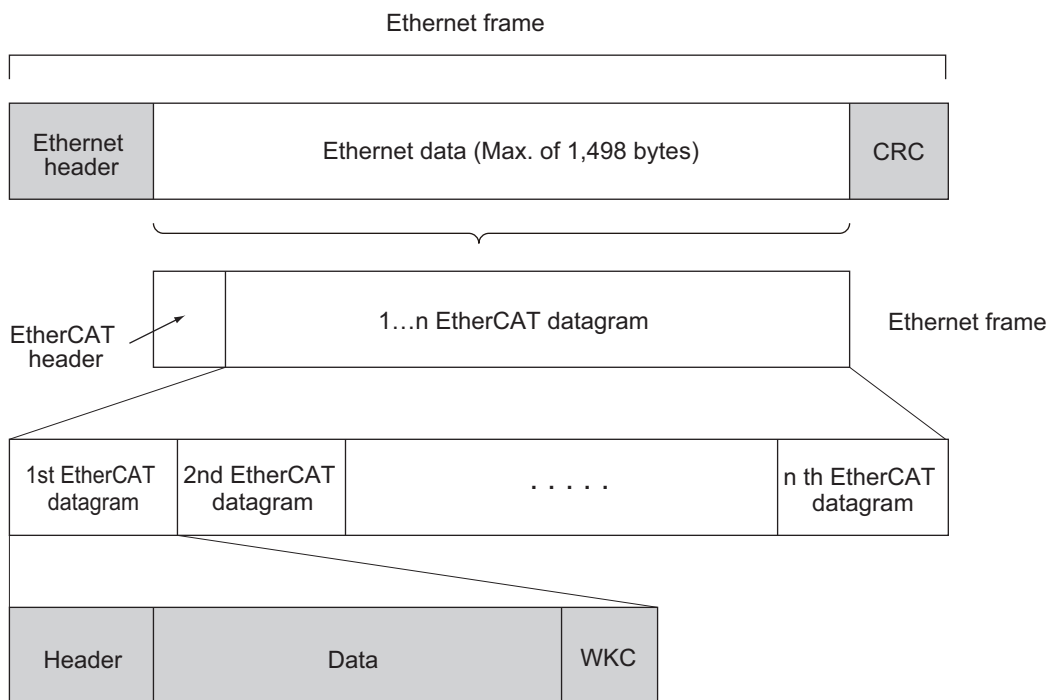 Ethernet frame
Ethernet
header
Ethernet data (Max. of 1,498 bytes)
CRC
EtherCAT
header
1…n EtherCAT datagram
Ethernet frame
1st EtherCAT
datagram
2nd EtherCAT
datagram
. . . . .
n th EtherCAT
datagram
Header
Data
WKC